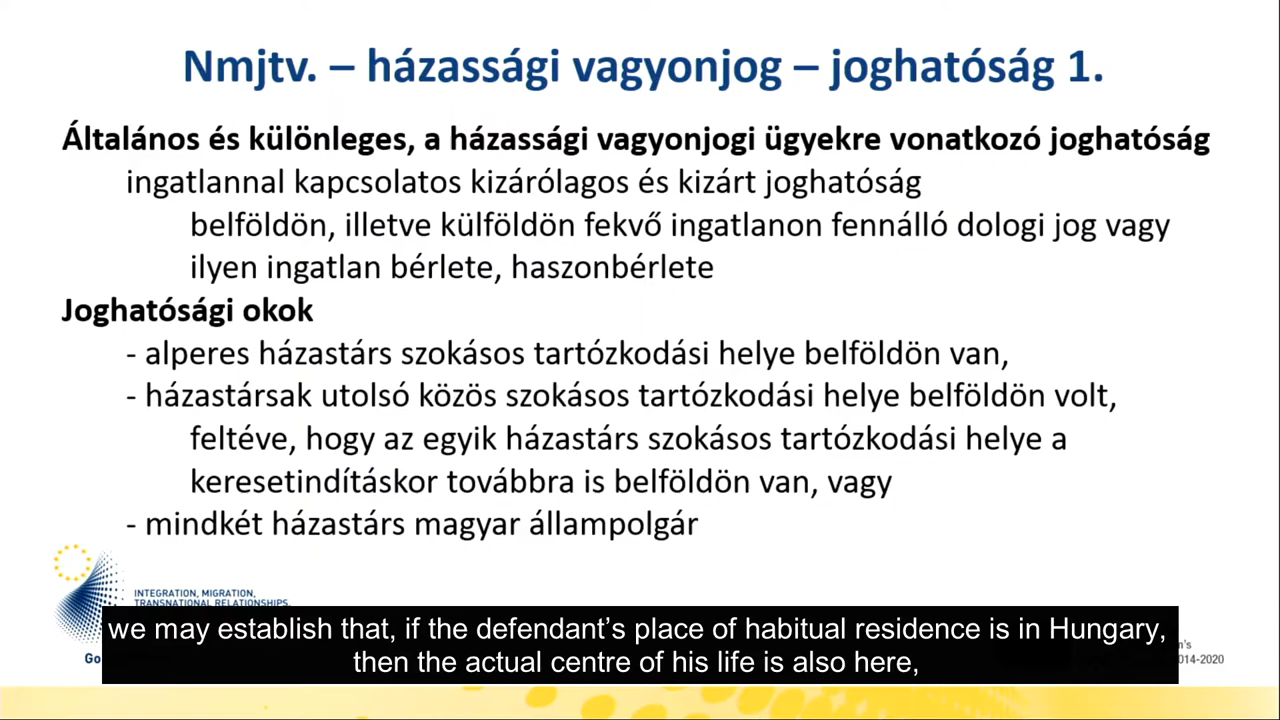 Nmjtv. – házassági vagyonjog – joghatóság 1.
Általános és különleges, a házassági vagyonjogi ügyekre vonatkozó joghatóság
ingatlannal kapcsolatos kizárólagos és kizárt joghatóság
belföldön, illetve külföldön fekvő ingatlanon fennálló dologi jog vagy
ilyen ingatlan bérlete, haszonbérlete
Joghatósági okok
- alperes házastárs szokásos tartózkodási helye belföldön van,
- házastársak utolsó közös szokásos tartózkodási helye belföldön volt,
feltéve, hogy az egyik házastárs szokásos tartózkodási helye a
keresetindításkor továbbra is belföldön van, vagy
- mindkét házastárs magyar állampolgár
INTEGRATION, MIGRATION,
TRANSNATIONAL RELATIONSHIPS.
we may establish that, if the defendant's place of habitual residence is in Hungary,
then the actual centre of his life is also here,
Go
014-2020